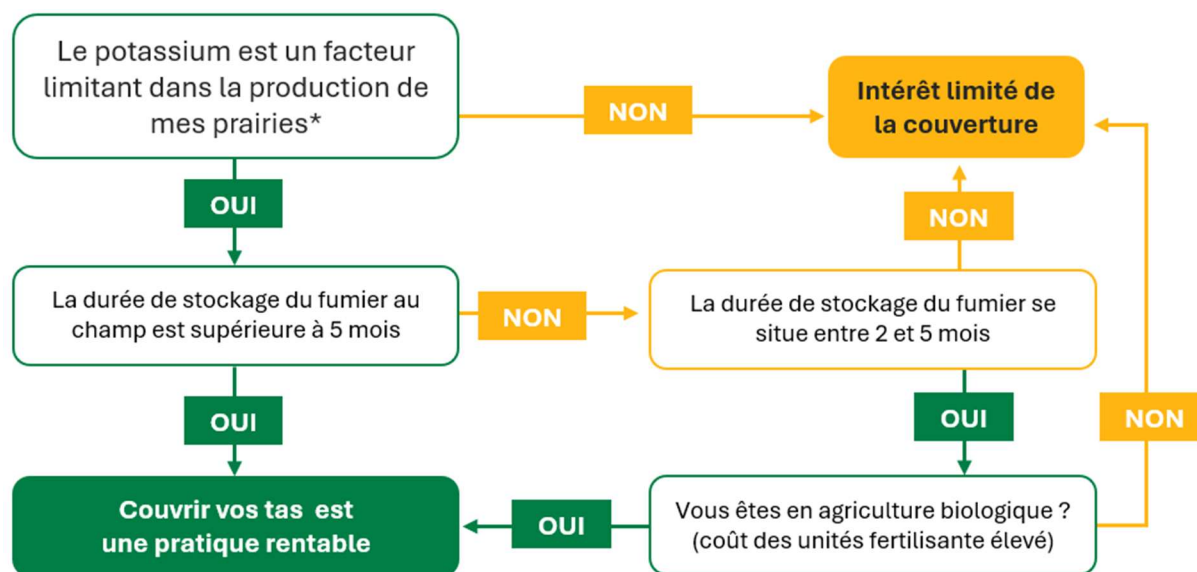 Le potassium est un facteur
limitant dans la production de
mes prairies*
NON
Intérêt limité de
la couverture
OUI
NON
La durée de stockage du fumier au
champ est supérieure à 5 mois
NON
La durée de stockage du fumier se
situe entre 2 et 5 mois
OUI
OUI
NON
Couvrir vos tas est
une pratique rentable
OUI
Vous êtes en agriculture biologique ?
(coût des unités fertilisante élevé)